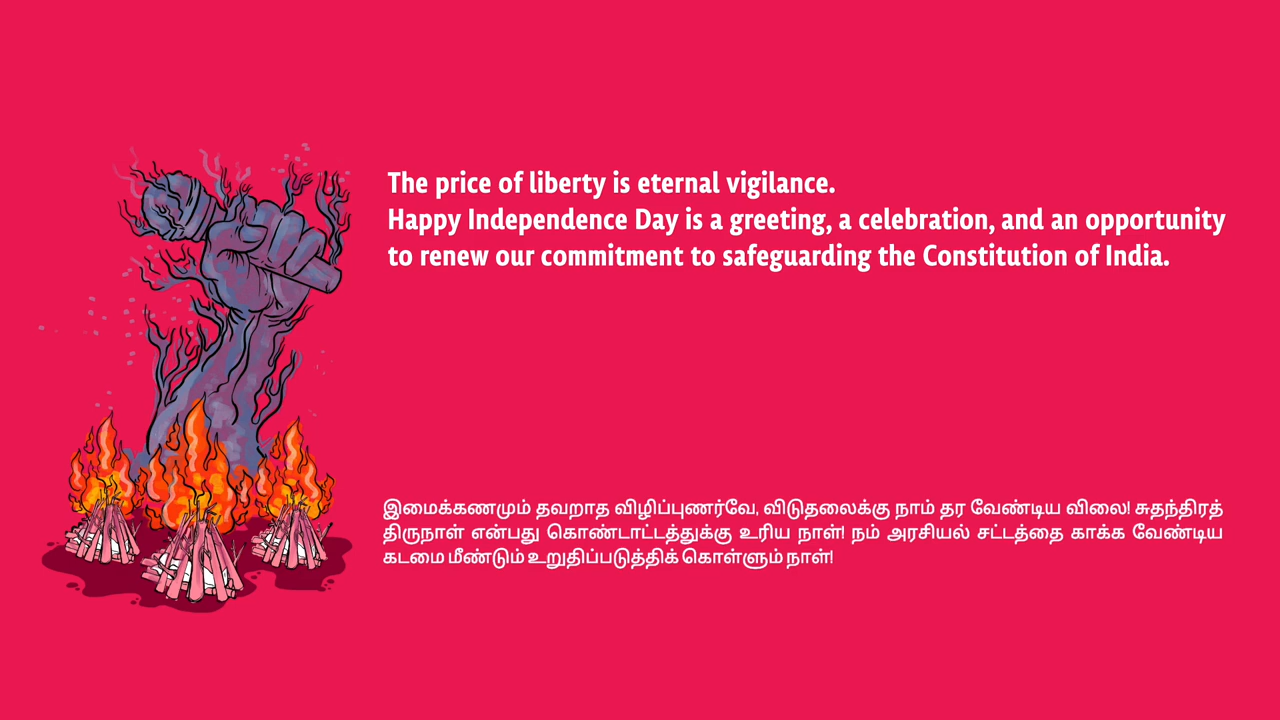 The price of liberty is eternal vigilance.
Happy Independence Day is a greeting, a celebration, and an opportunity
to renew our commitment to safeguarding the Constitution of India.
இமைக்கணமும் தவறாத விழிப்புணர்வே, விடுதலைக்கு நாம் தர வேண்டிய விலை! சுதந்திரத்
திருநாள் என்பது கொண்டாட்டத்துக்கு உரிய நாள்! நம் அரசியல் சட்டத்தை காக்க வேண்டிய
கடமை மீண்டும் உறுதிப்படுத்திக் கொள்ளும் நாள்!